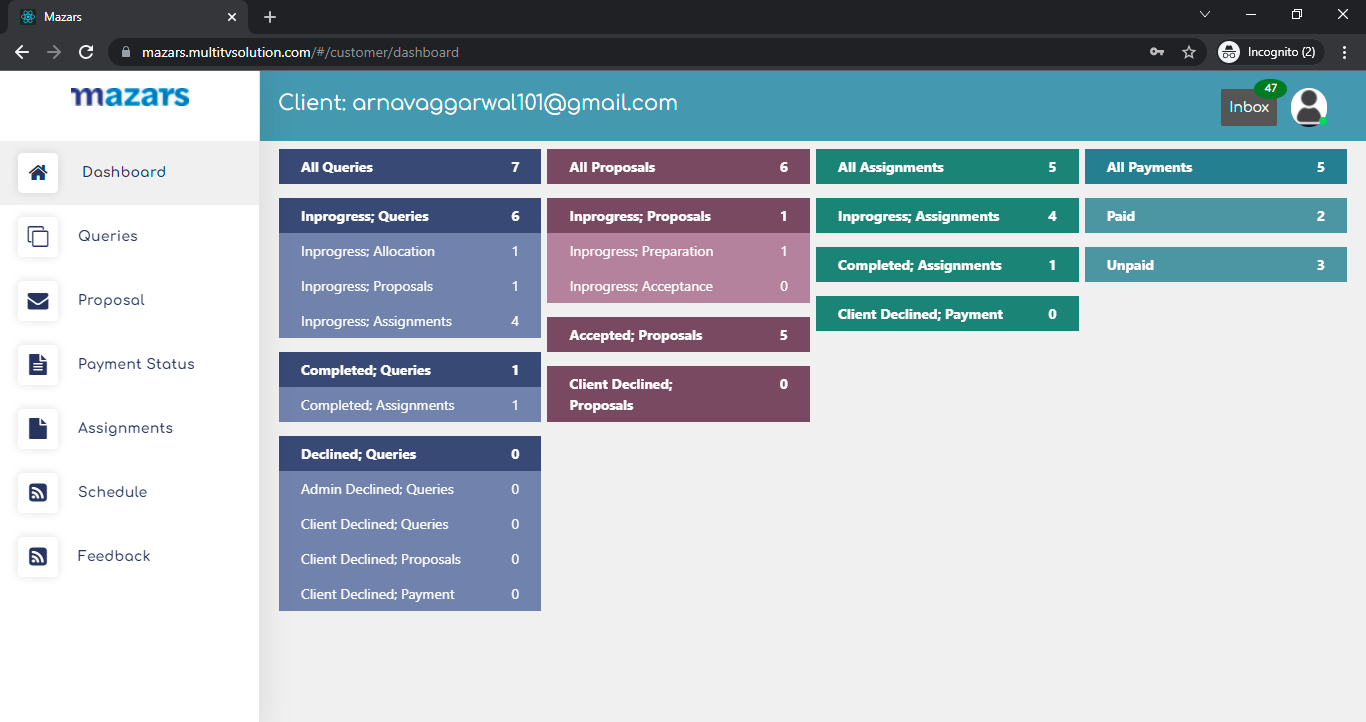 Mazars
mazars.multitvsolution.com/#/customer/dashboard
Incognito (2)
mazars
Client: arnavaggarwal101@gmail.com
47
Inbox
Dashboard
Queries
Proposal
Payment Status
Assignments
Schedule
Feedback
All Queries 7
Inprogress; Queries 6
Inprogress; Allocation 1
Inprogress; Proposals 1
Inprogress; Assignments 4
Completed; Queries 1
Completed; Assignments 1
Declined; Queries 0
Admin Declined; Queries 0
Client Declined; Queries 0
Client Declined; Proposals 0
Client Declined; Payment 0
All Proposals 6
Inprogress; Proposals 1
Inprogress; Preparation 1
Inprogress; Acceptance 0
Accepted; Proposals 5
Client Declined; 0
Proposals
All Assignments 5
Inprogress; Assignments 4
Completed; Assignments 1
Client Declined; Payment 0
All Payments 5
Paid 2
Unpaid 3